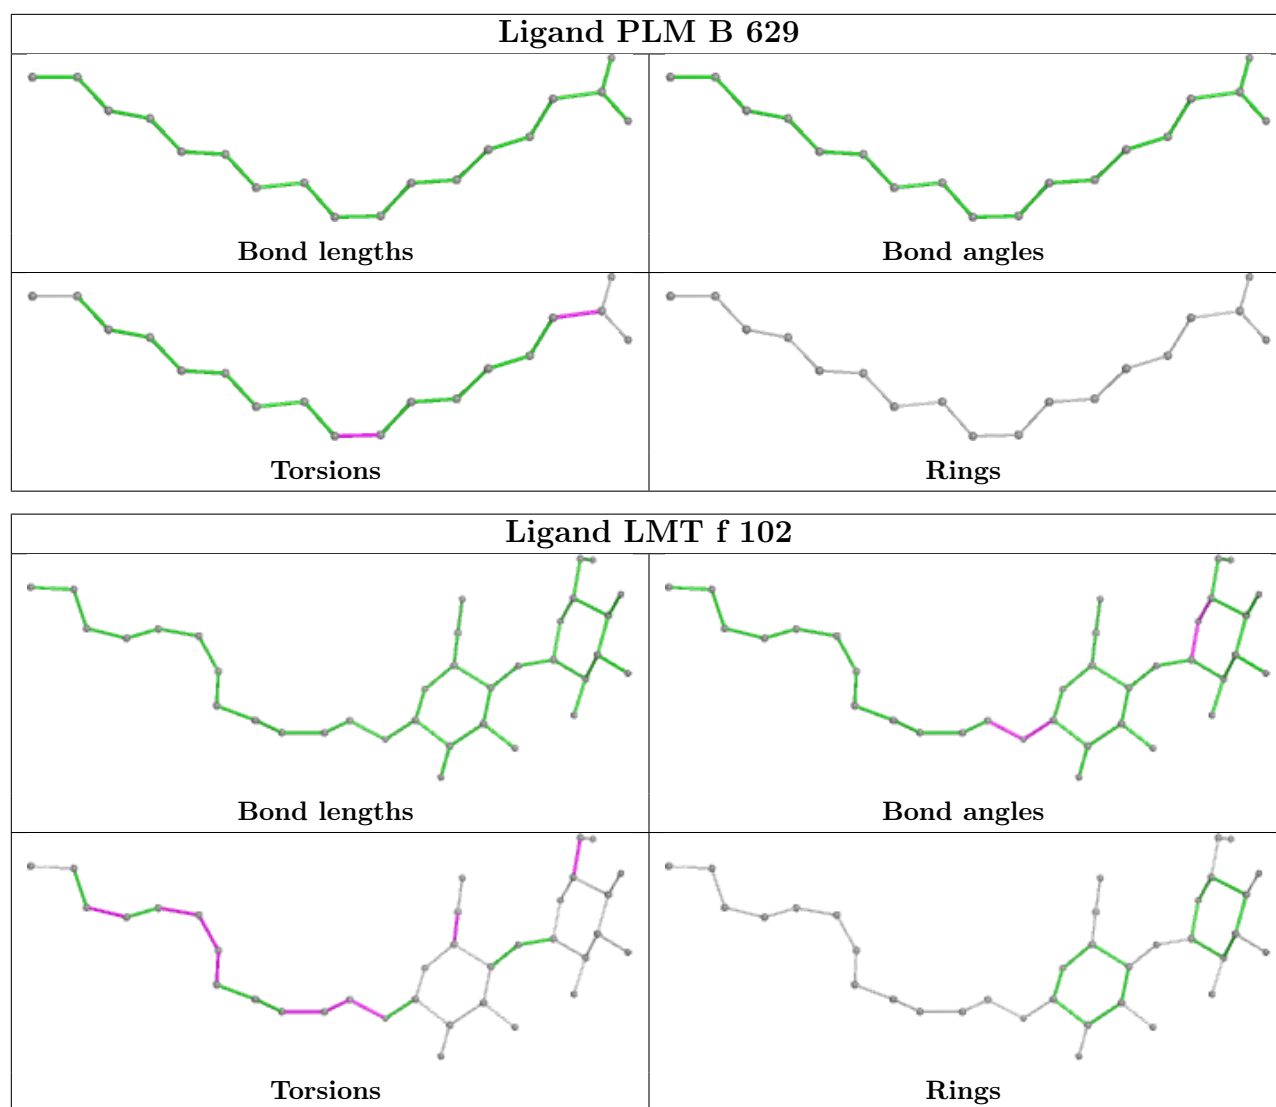 Ligand PLM B 629
Bond lengths
Bond angles
Torsions
Rings
Ligand LMT f 102
Bond lengths
Bond angles
Torsions
Rings